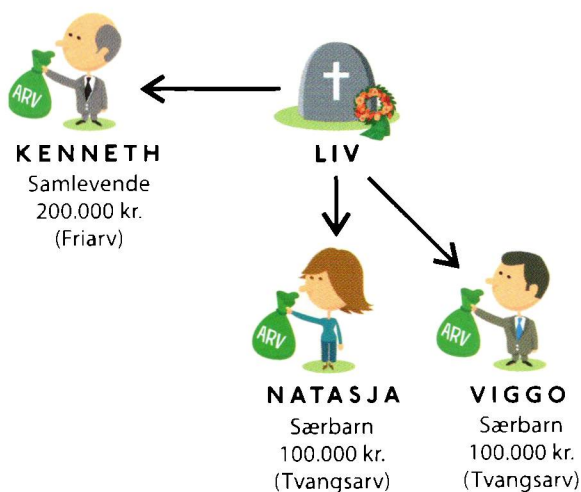 ARV
KENNETH
Samlevende
200.000 kr.
(Friarv)
LIV
ARV
NATASJA
Særbarn
100.000 kr.
(Tvangsarv)
ARV
VIGGO
Særbarn
100.000 kr.
(Tvangsarv)